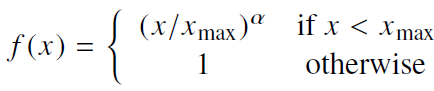 f(x) = { (x/x_max)^α if x < x_max
1 otherwise